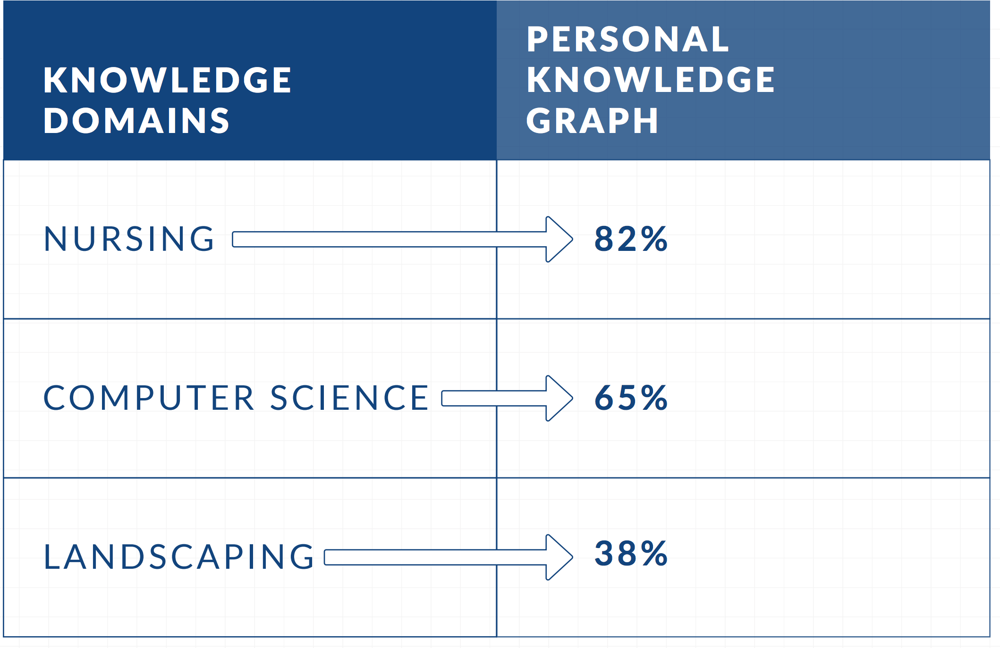 KNOWLEDGE
DOMAINS
PERSONAL
KNOWLEDGE
GRAPH
NURSING 82%
COMPUTER SCIENCE 65%
LANDSCAPING 38%